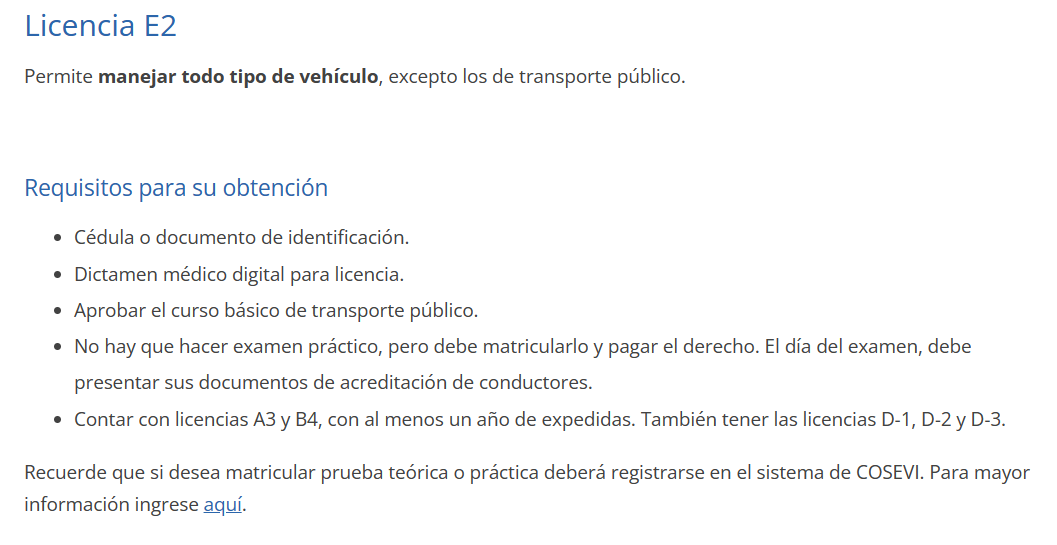 Licencia E2
Permite manejar todo tipo de vehículo, excepto los de transporte público.
Requisitos para su obtención
• Cédula o documento de identificación.
• Dictamen médico digital para licencia.
• Aprobar el curso básico de transporte público.
• No hay que hacer examen práctico, pero debe matricularlo y pagar el derecho. El día del examen, debe
presentar sus documentos de acreditación de conductores.
• Contar con licencias A3 y B4, con al menos un año de expedidas. También tener las licencias D-1, D-2 y D-3.
Recuerde que si desea matricular prueba teórica o práctica deberá registrarse en el sistema de COSEVI. Para mayor
información ingrese aquí.